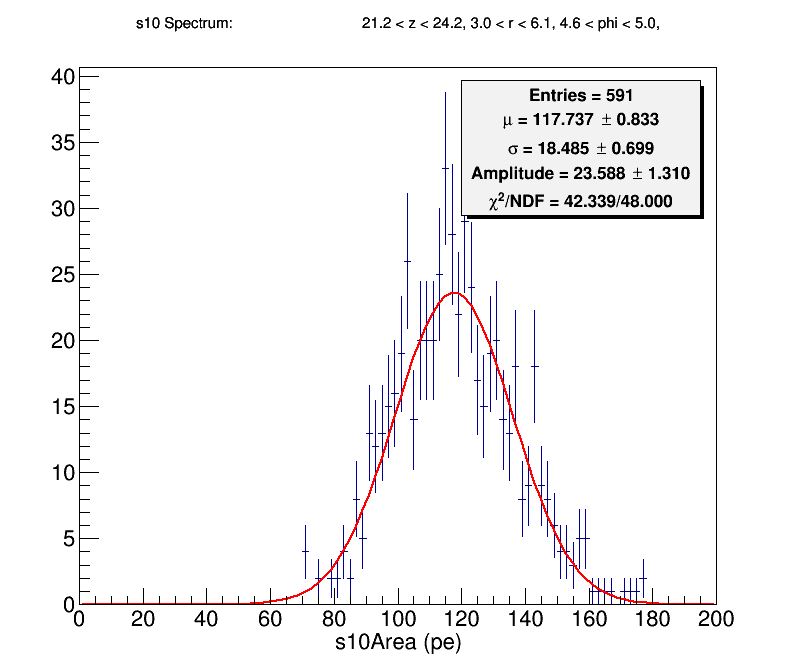 s10 Spectrum: 21.2 < z < 24.2, 3.0 < r < 6.1, 4.6 < phi < 5.0,
Entries = 591
μ = 117.737 ± 0.833
σ = 18.485 ± 0.699
Amplitude = 23.588 ± 1.310
χ²/NDF = 42.339/48.000
40
35
30
25
20
15
10
5
0
0 20 40 60 80 100 120 140 160 180 200
s10Area (pe)